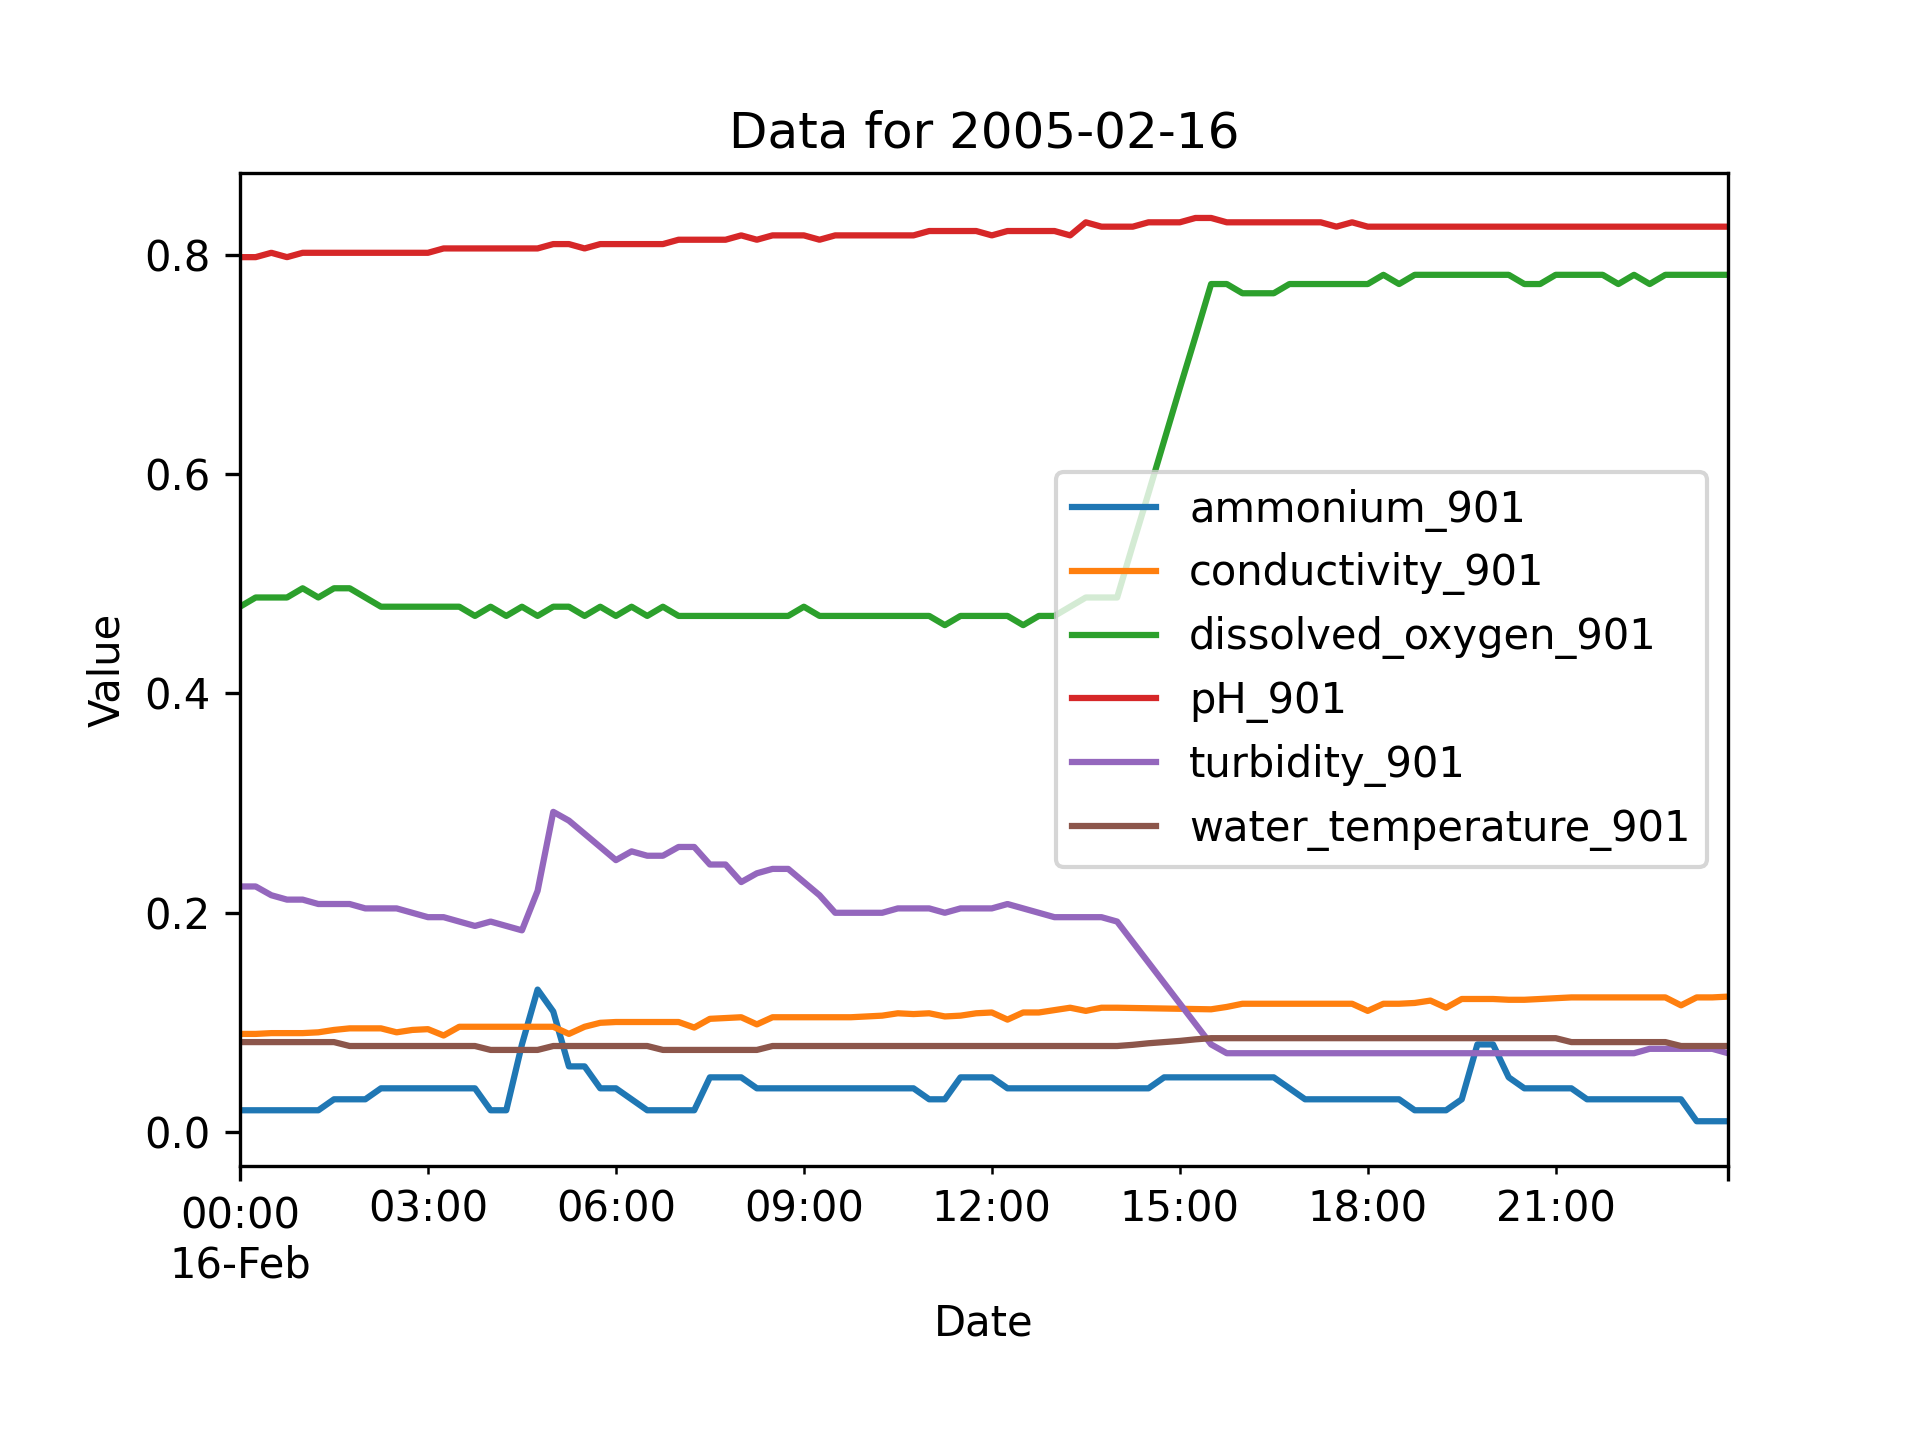 Data for 2005-02-16
Value
0.8
0.6
0.4
0.2
0.0
ammonium_901
conductivity_901
dissolved_oxygen_901
pH_901
turbidity_901
water_temperature_901
00:00 03:00 06:00 09:00 12:00 15:00 18:00 21:00
16-Feb
Date